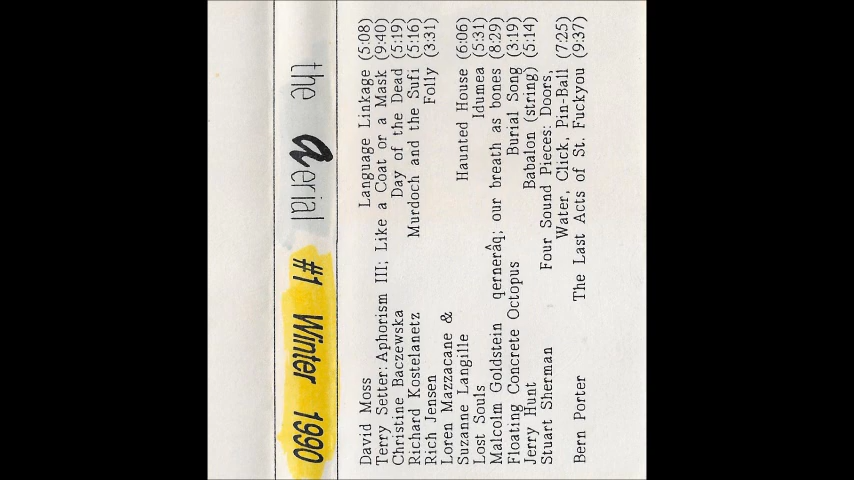 the aerial #1 Winter 1990
David Moss Language Linkage (5:08)
Terry Setter: Aphorism III; Like a Coat or a Mask (9:40)
Christine Baczewska Day of the Dead (5:19)
Richard Kostelanetz Murdoch and the Sufi (5:16)
Rich Jensen Folly (3:31)
Loren Mazzacane &
Suzanne Langille Haunted House (6:06)
Lost Souls Idumea (5:31)
Malcolm Goldstein qernerâq; our breath as bones (8:29)
Floating Concrete Octopus Burial Song (3:19)
Jerry Hunt Babalon (string) (5:14)
Stuart Sherman Four Sound Pieces: Doors,
Water, Click, Pin-Ball (7:25)
Bern Porter The Last Acts of St. Fuckyou (9:37)